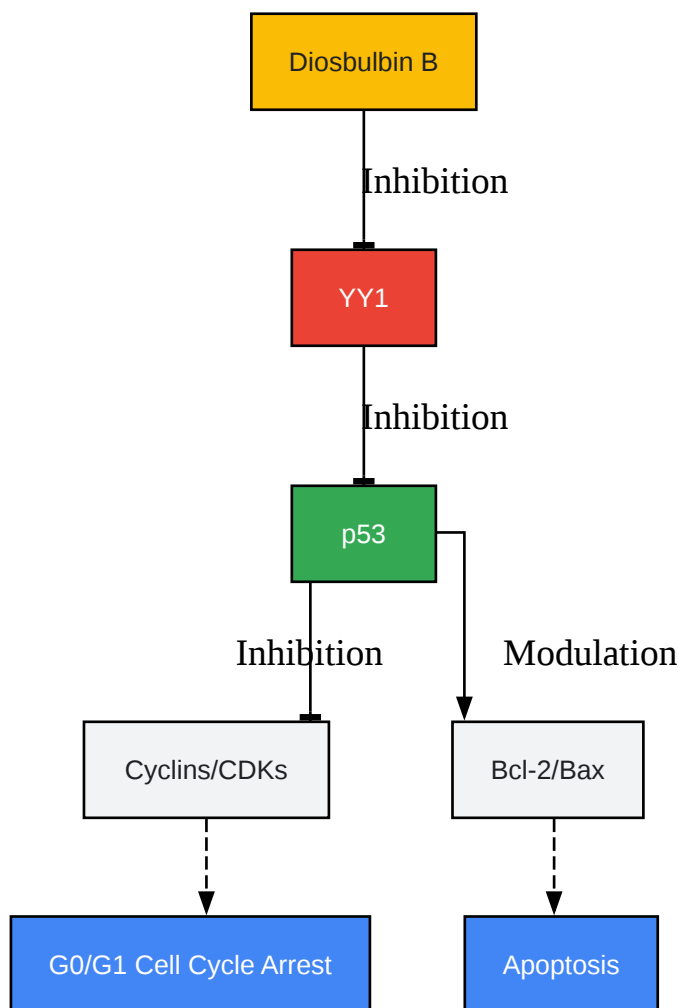 Diosbulbin B
Inhibition
YY1
Inhibition
p53
Inhibition
Modulation
Cyclins/CDKs
Bcl-2/Bax
G0/G1 Cell Cycle Arrest
Apoptosis